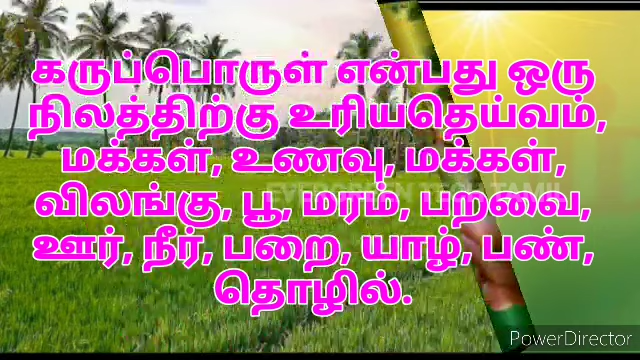 கருப்பொருள் என்பது ஒரு
நிலத்திற்கு உரியதெய்வம்,
மக்கள், உணவு, மக்கள்,
விலங்கு, பூ, மரம், பறவை,
ஊர், நீர், பறை, யாழ், பண்,
தொழில்.
PowerDirector